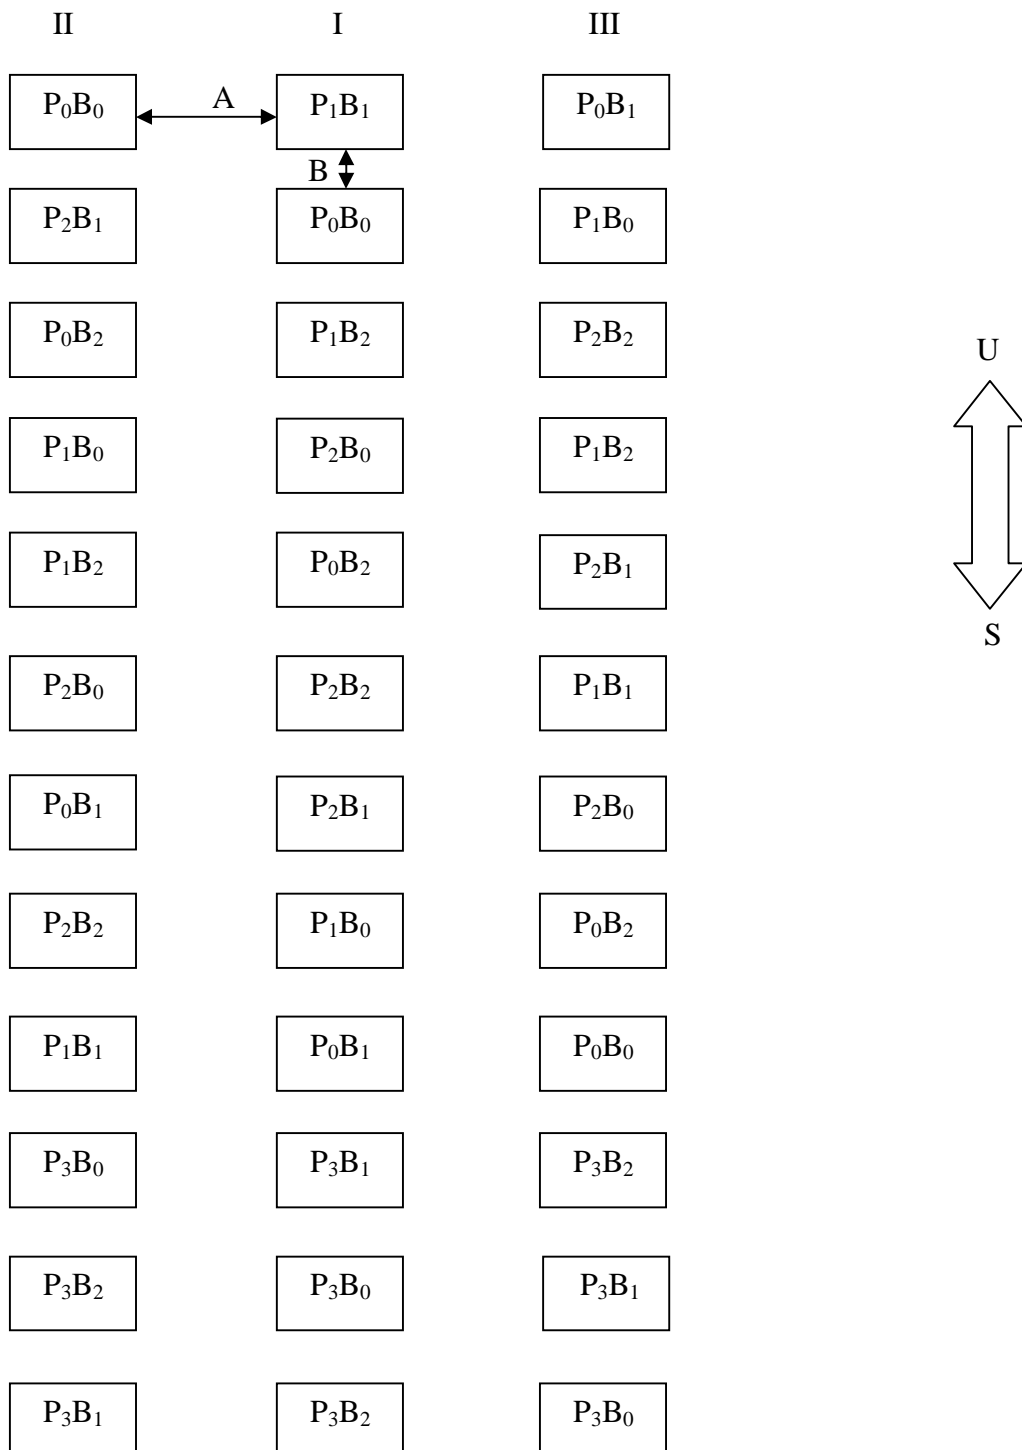 II I III
P₀B₀ A P₁B₁ P₀B₁
B
P₂B₁ P₀B₀ P₁B₀
P₀B₂ P₁B₂ P₂B₂
U
P₁B₀ P₂B₀ P₁B₂
P₁B₂ P₀B₂ P₂B₁
S
P₂B₀ P₂B₂ P₁B₁
P₀B₁ P₂B₁ P₂B₀
P₂B₂ P₁B₀ P₀B₂
P₁B₁ P₀B₁ P₀B₀
P₃B₀ P₃B₁ P₃B₂
P₃B₂ P₃B₀ P₃B₁
P₃B₁ P₃B₂ P₃B₀